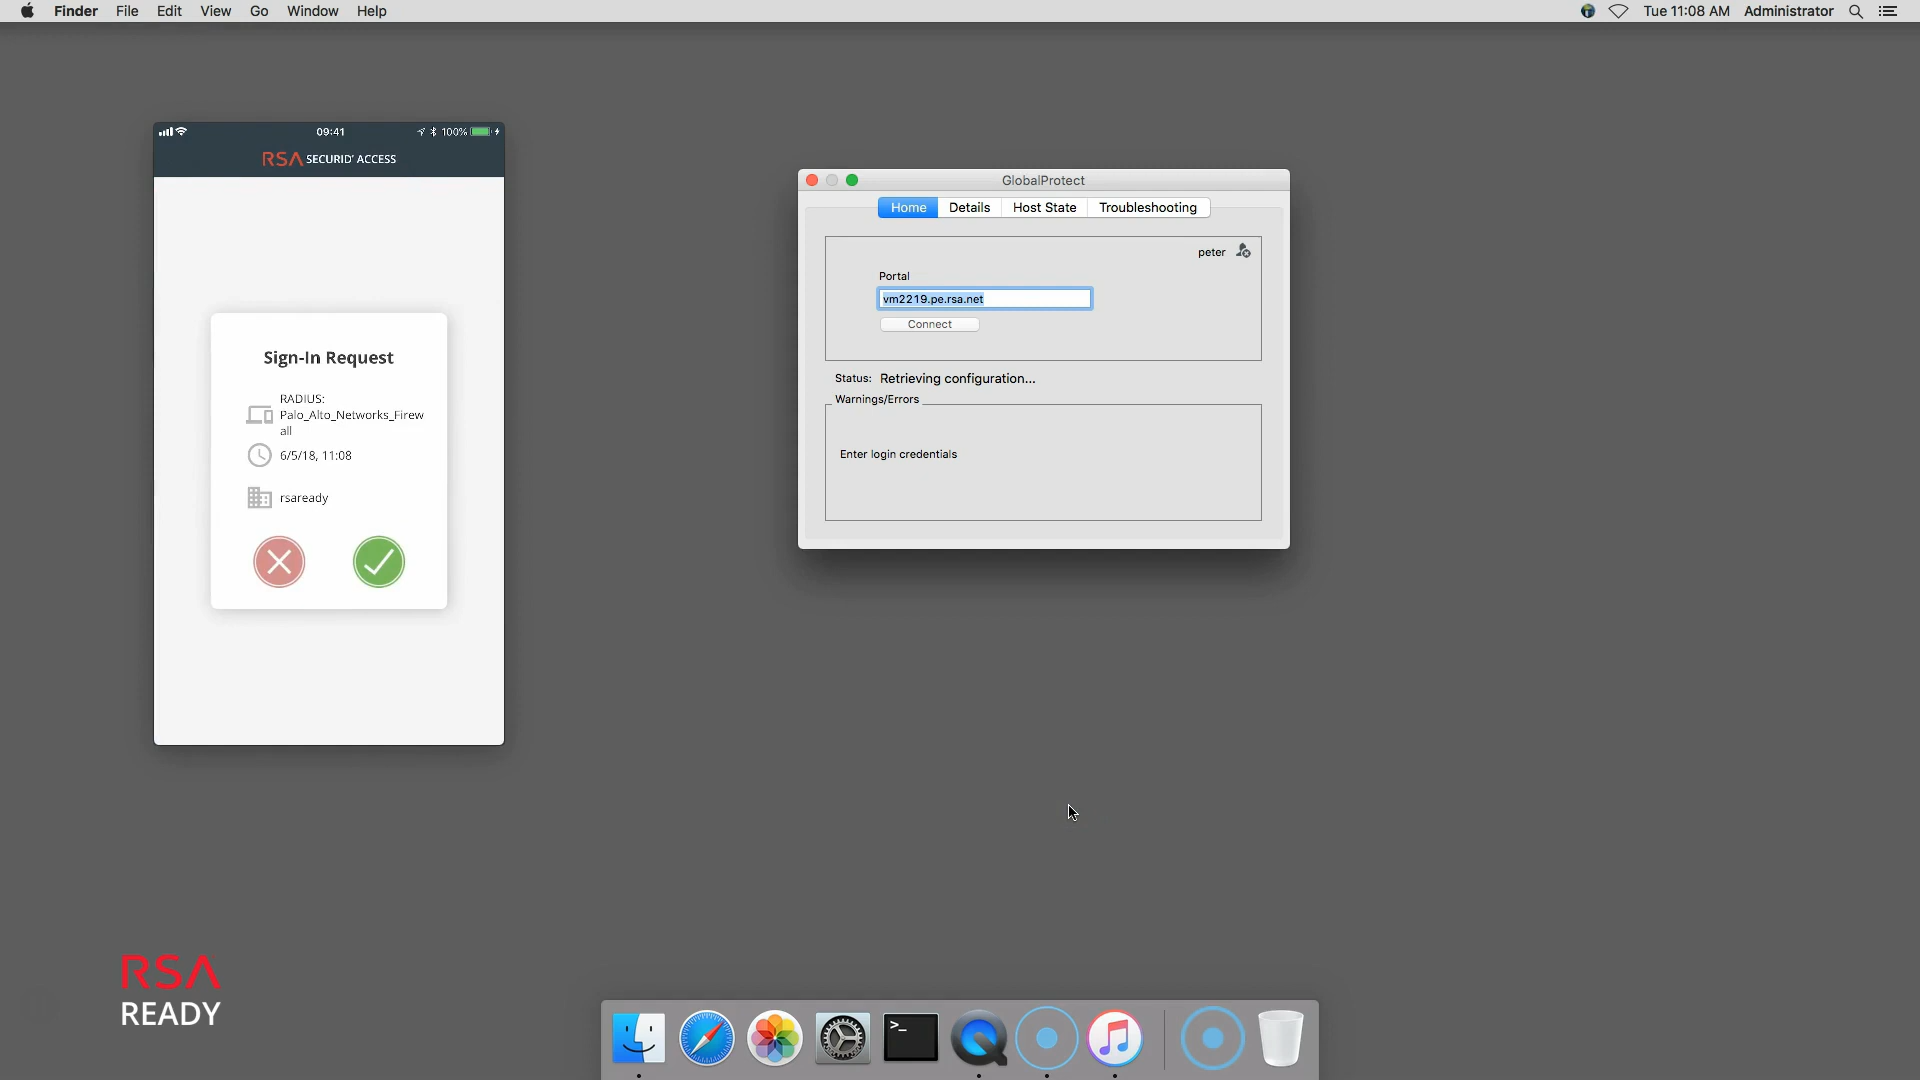 Finder File Edit View Go Window Help
Tue 11:08 AM Administrator
09:41
100%
RSA SECURID' ACCESS
Sign-In Request
RADIUS:
Palo_Alto_Networks_Firew
all
6/5/18, 11:08
rsaready
GlobalProtect
Home Details Host State Troubleshooting
peter
Portal
vm2219.pe.rsa.net
Connect
Status: Retrieving configuration...
Warnings/Errors
Enter login credentials
RSA
READY
>_